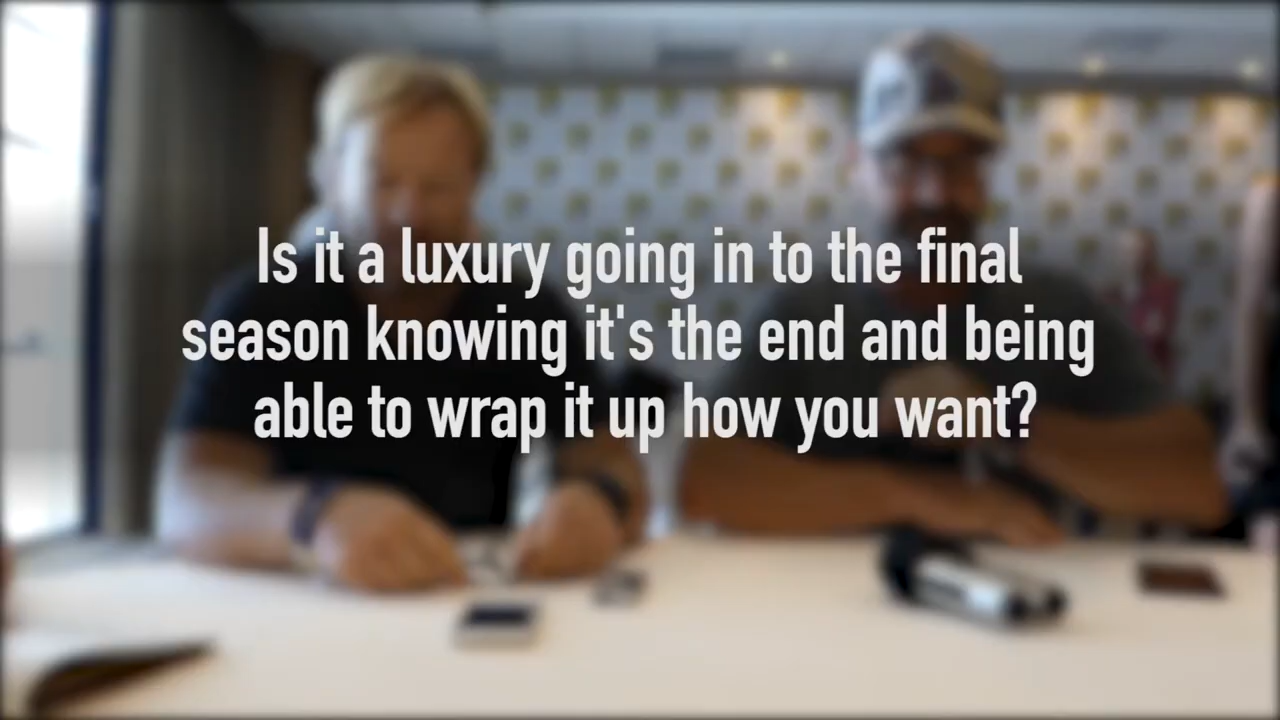 Is it a luxury going in to the final
season knowing it's the end and being
able to wrap it up how you want?